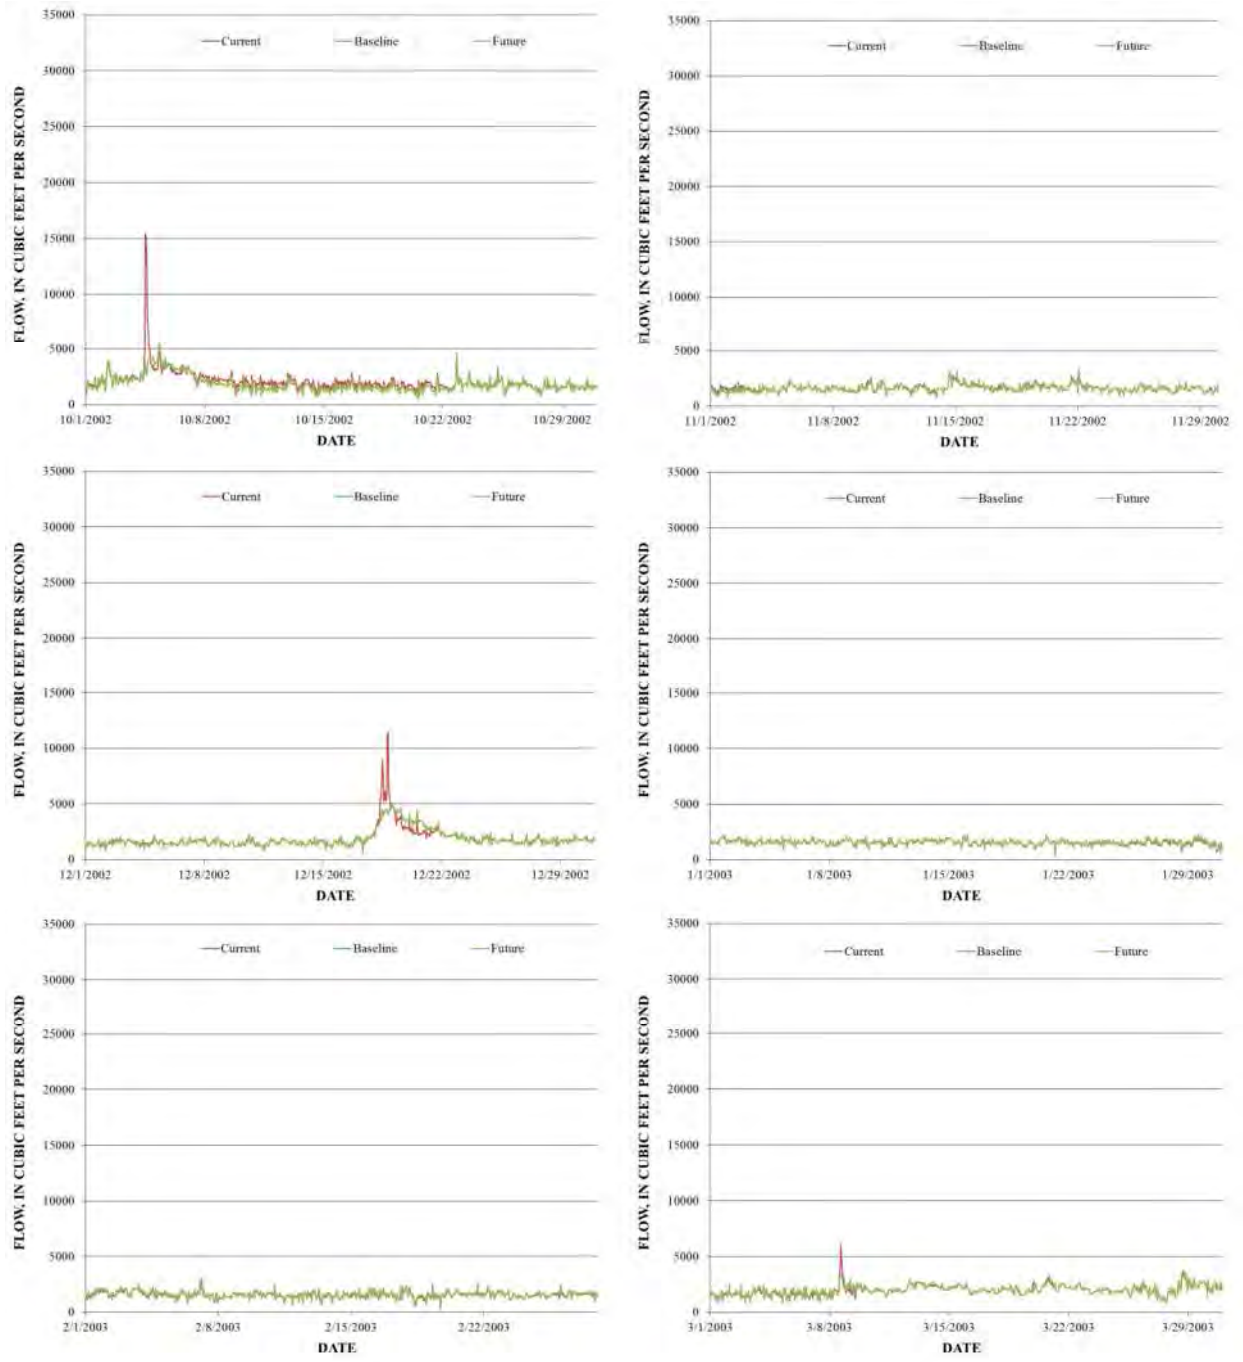 35000
30000
25000
20000
15000
10000
5000
0
FLOW, IN CUBIC FEET PER SECOND
Current Baseline Future
10/1/2002 10/8/2002 10/15/2002 10/22/2002 10/29/2002
DATE
35000
30000
25000
20000
15000
10000
5000
0
FLOW, IN CUBIC FEET PER SECOND
Current Baseline Future
11/1/2002 11/8/2002 11/15/2002 11/22/2002 11/29/2002
DATE
35000
30000
25000
20000
15000
10000
5000
0
FLOW, IN CUBIC FEET PER SECOND
Current Baseline Future
12/1/2002 12/8/2002 12/15/2002 12/22/2002 12/29/2002
DATE
35000
30000
25000
20000
15000
10000
5000
0
FLOW, IN CUBIC FEET PER SECOND
Current Baseline Future
1/1/2003 1/8/2003 1/15/2003 1/22/2003 1/29/2003
DATE
35000
30000
25000
20000
15000
10000
5000
0
FLOW, IN CUBIC FEET PER SECOND
Current Baseline Future
2/1/2003 2/8/2003 2/15/2003 2/22/2003
DATE
35000
30000
25000
20000
15000
10000
5000
0
FLOW, IN CUBIC FEET PER SECOND
Current Baseline Future
3/1/2003 3/8/2003 3/15/2003 3/22/2003 3/29/2003
DATE